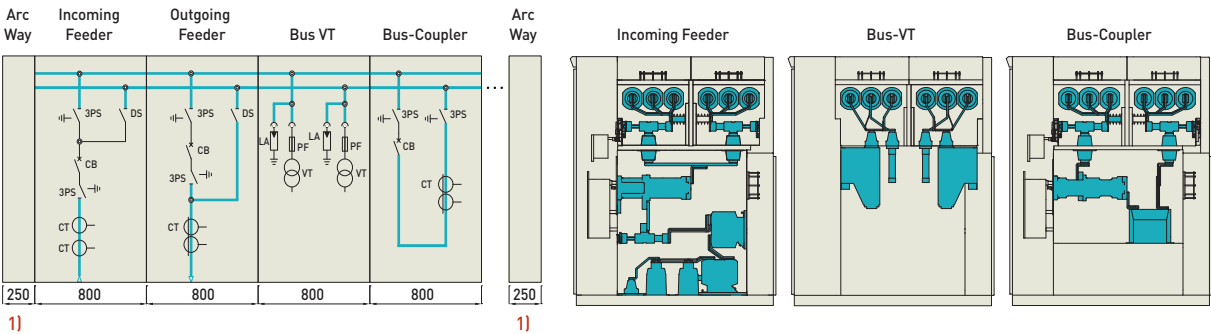 Arc Way
Incoming Feeder
Outgoing Feeder
Bus VT
Bus-Coupler
Arc Way
Incoming Feeder
Bus-VT
Bus-Coupler
3PS
DS
CB
3PS
CT
CT
3PS
DS
CB
3PS
CT
LA
PF
VT
LA
PF
VT
3PS
3PS
CB
CT
...
250
800
800
800
800
250
1)
1)